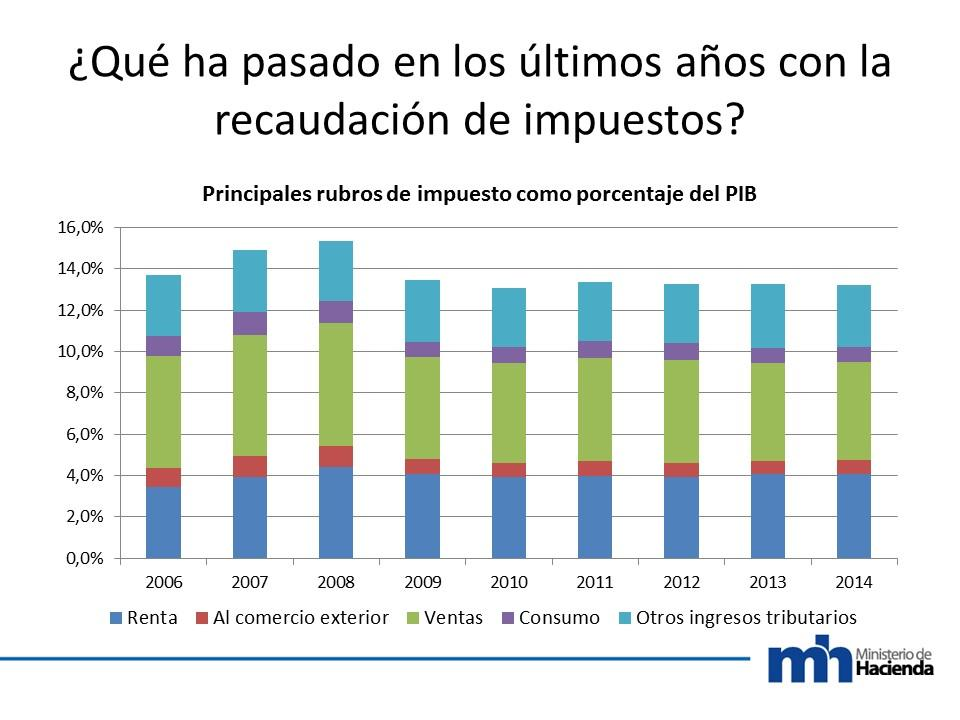 ¿Qué ha pasado en los últimos años con la
recaudación de impuestos?
Principales rubros de impuesto como porcentaje del PIB
16,0%
14,0%
12,0%
10,0%
8,0%
6,0%
4,0%
2,0%
0,0%
2006 2007 2008 2009 2010 2011 2012 2013 2014
Renta Al comercio exterior Ventas Consumo Otros ingresos tributarios
mh Ministerio de
Hacienda